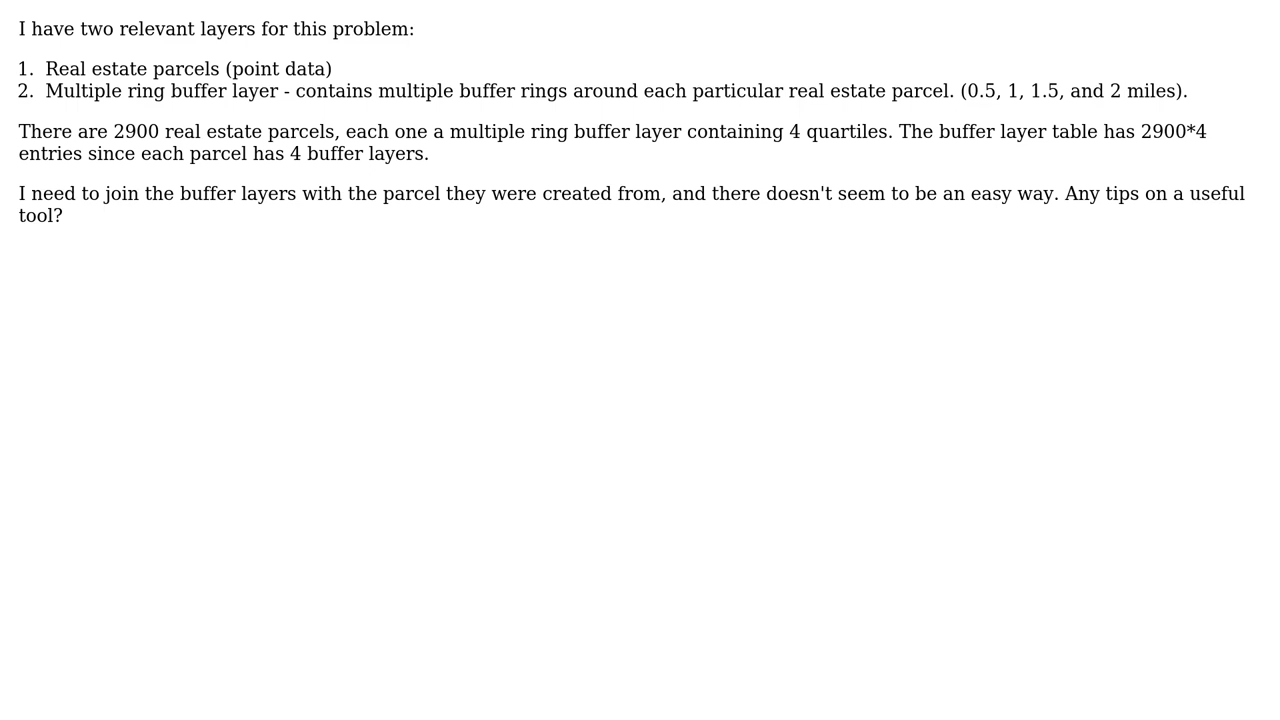 I have two relevant layers for this problem:
1. Real estate parcels (point data)
2. Multiple ring buffer layer - contains multiple buffer rings around each particular real estate parcel. (0.5, 1, 1.5, and 2 miles).
There are 2900 real estate parcels, each one a multiple ring buffer layer containing 4 quartiles. The buffer layer table has 2900*4
entries since each parcel has 4 buffer layers.
I need to join the buffer layers with the parcel they were created from, and there doesn't seem to be an easy way. Any tips on a useful
tool?